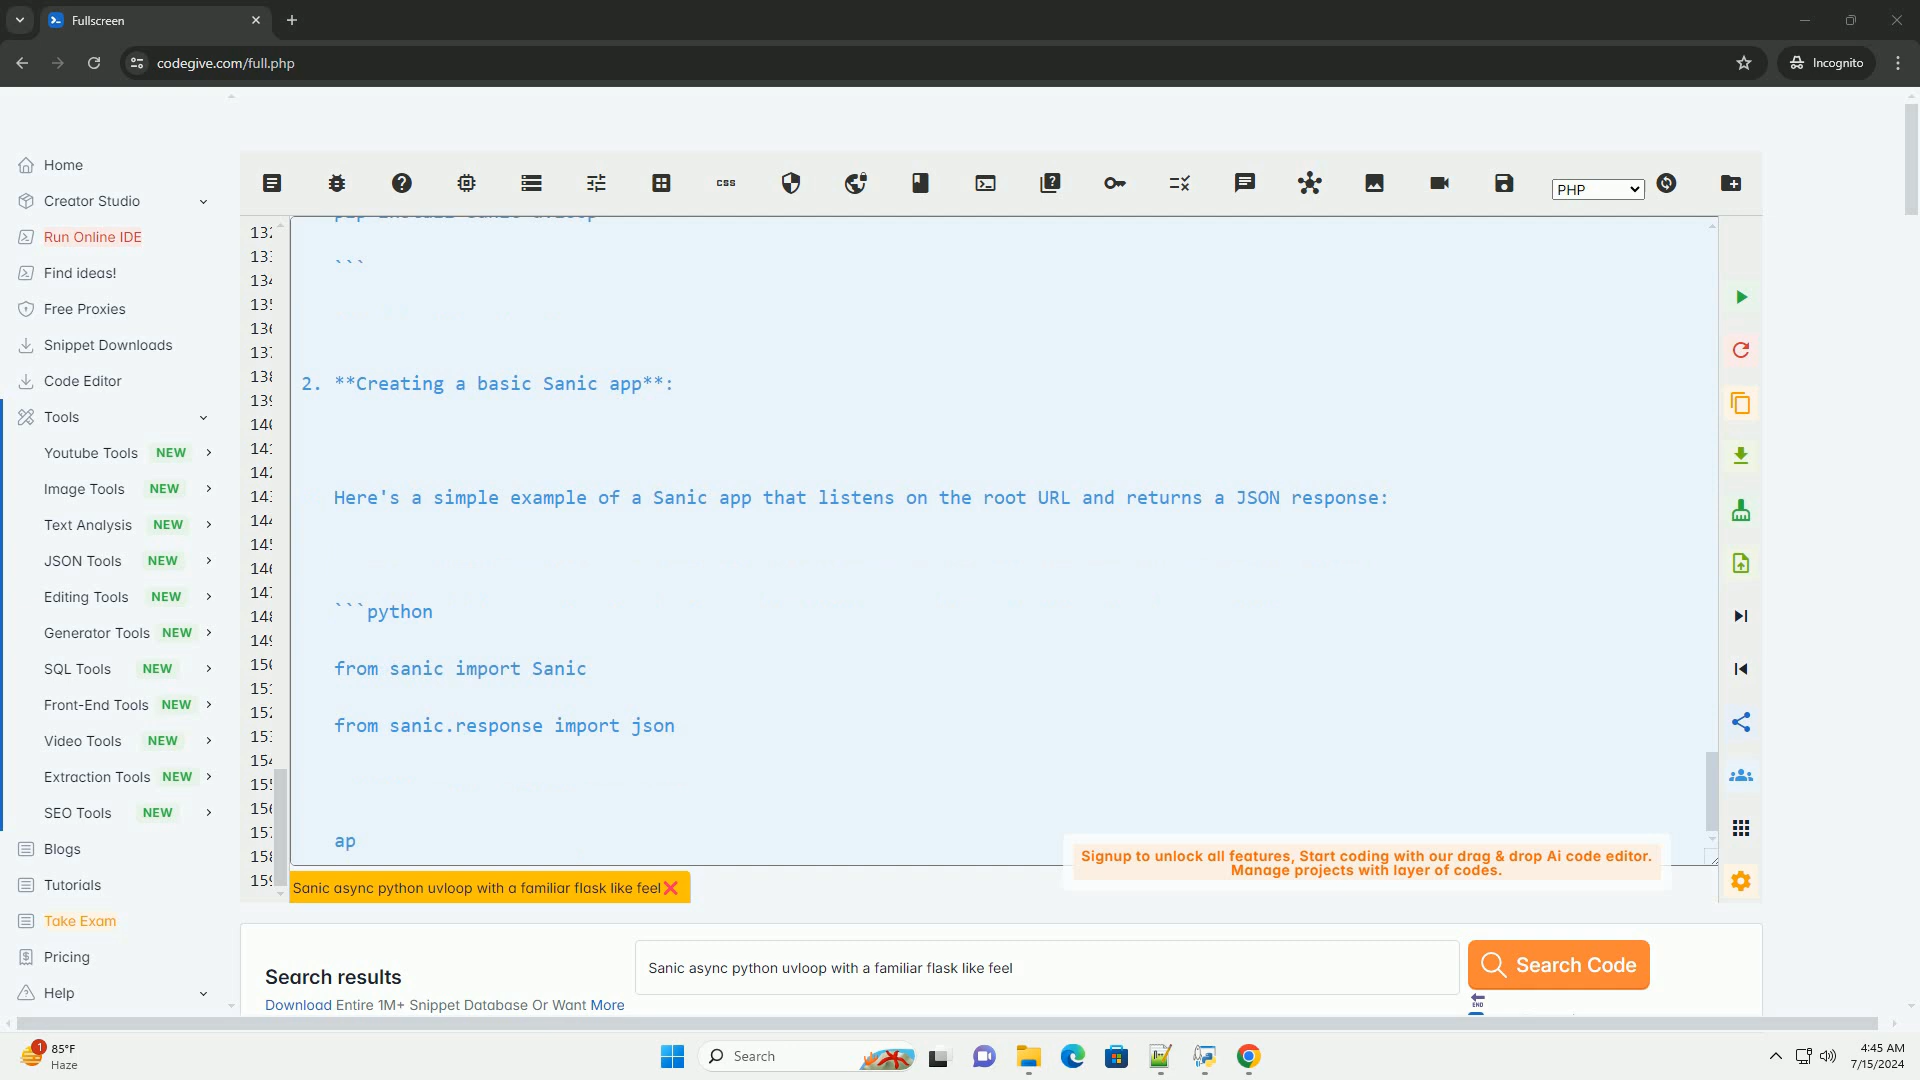 Fullscreen
codegive.com/full.php
Incognito
Home
Creator Studio
Run Online IDE
Find ideas!
Free Proxies
Snippet Downloads
Code Editor
Tools
Youtube Tools NEW
Image Tools NEW
Text Analysis NEW
JSON Tools NEW
Editing Tools NEW
Generator Tools NEW
SQL Tools NEW
Front-End Tools NEW
Video Tools NEW
Extraction Tools NEW
SEO Tools NEW
Blogs
Tutorials
Take Exam
Pricing
Help
css
PHP
```
2. **Creating a basic Sanic app**:
Here's a simple example of a Sanic app that listens on the root URL and returns a JSON response:
```python
from sanic import Sanic
from sanic.response import json
ap
Signup to unlock all features, Start coding with our drag & drop Ai code editor.
Manage projects with layer of codes.
Sanic async python uvloop with a familiar flask like feel
Search results
Download Entire 1M+ Snippet Database Or Want More
Sanic async python uvloop with a familiar flask like feel
Search Code
END
1
85°F
Haze
Search
4:45 AM
7/15/2024